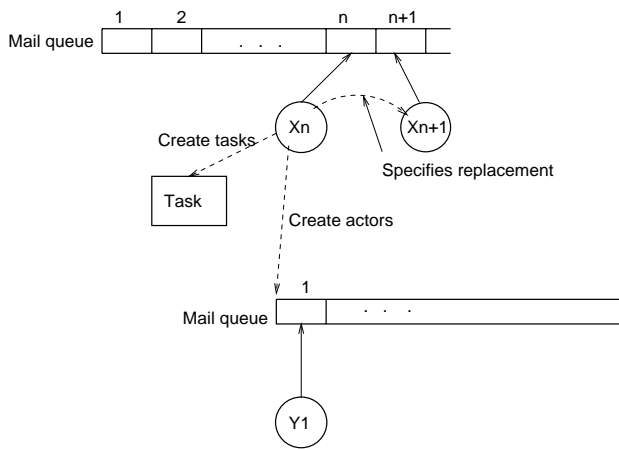 1 2 n n+1
Mail queue . . .
Xn Xn+1
Create tasks
Specifies replacement
Task
Create actors
1
Mail queue . . .
Y1